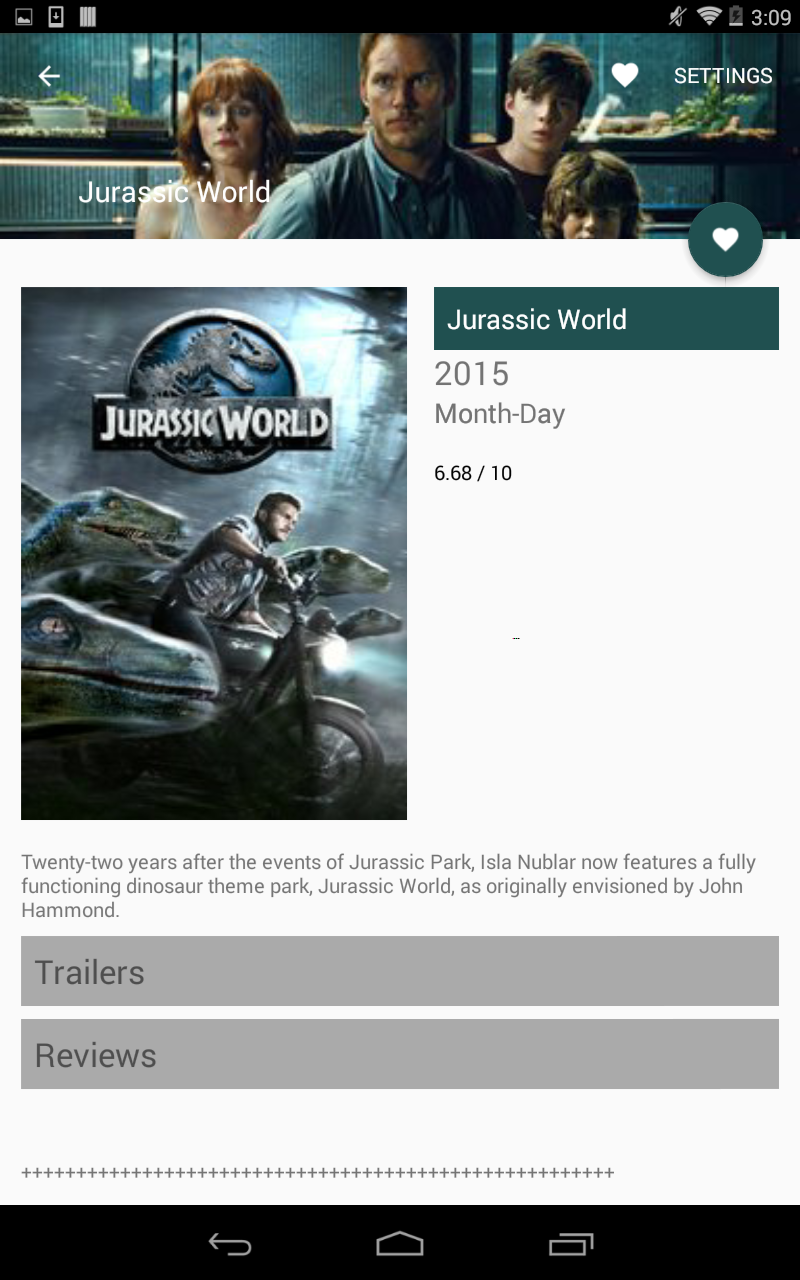 3:09
SETTINGS
Jurassic World
Jurassic World
2015
Month-Day
6.68 / 10
JURASSIC WORLD
Twenty-two years after the events of Jurassic Park, Isla Nublar now features a fully
functioning dinosaur theme park, Jurassic World, as originally envisioned by John
Hammond.
Trailers
Reviews
++++++++++++++++++++++++++++++++++++++++++++++++++++++